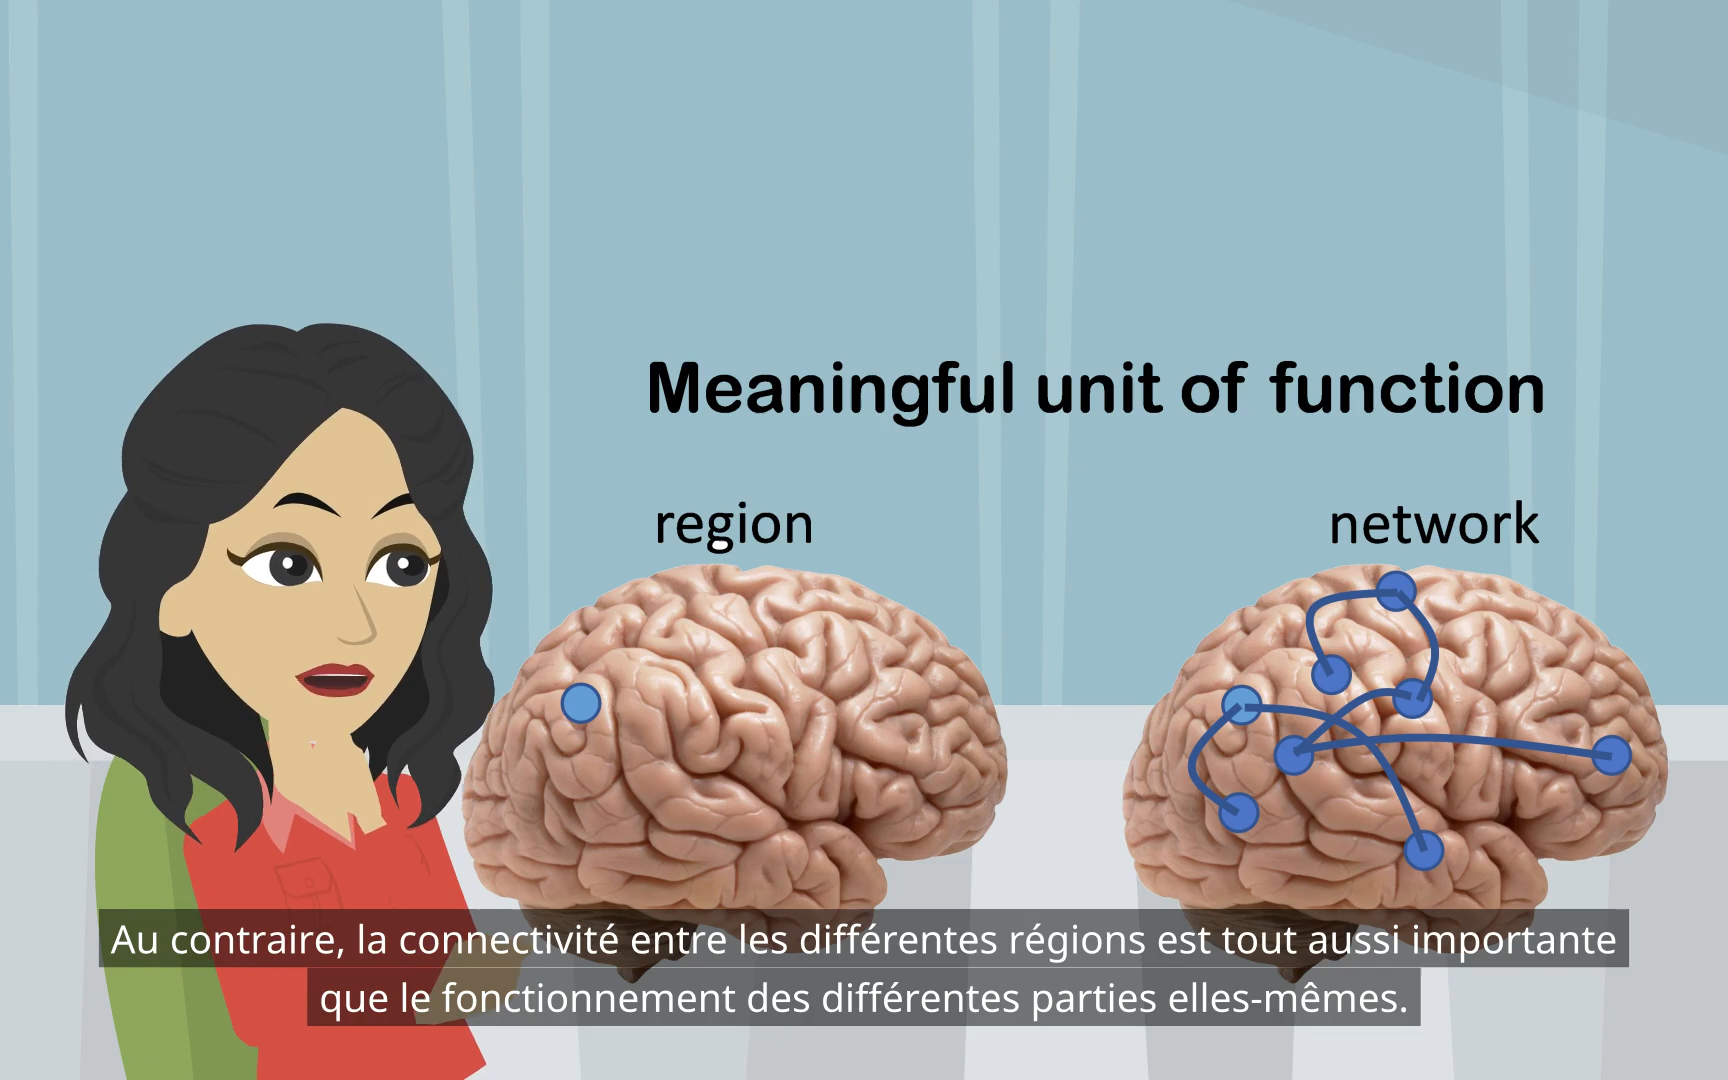 Meaningful unit of function
region
network
Au contraire, la connectivité entre les différentes régions est tout aussi importante
que le fonctionnement des différentes parties elles-mêmes.